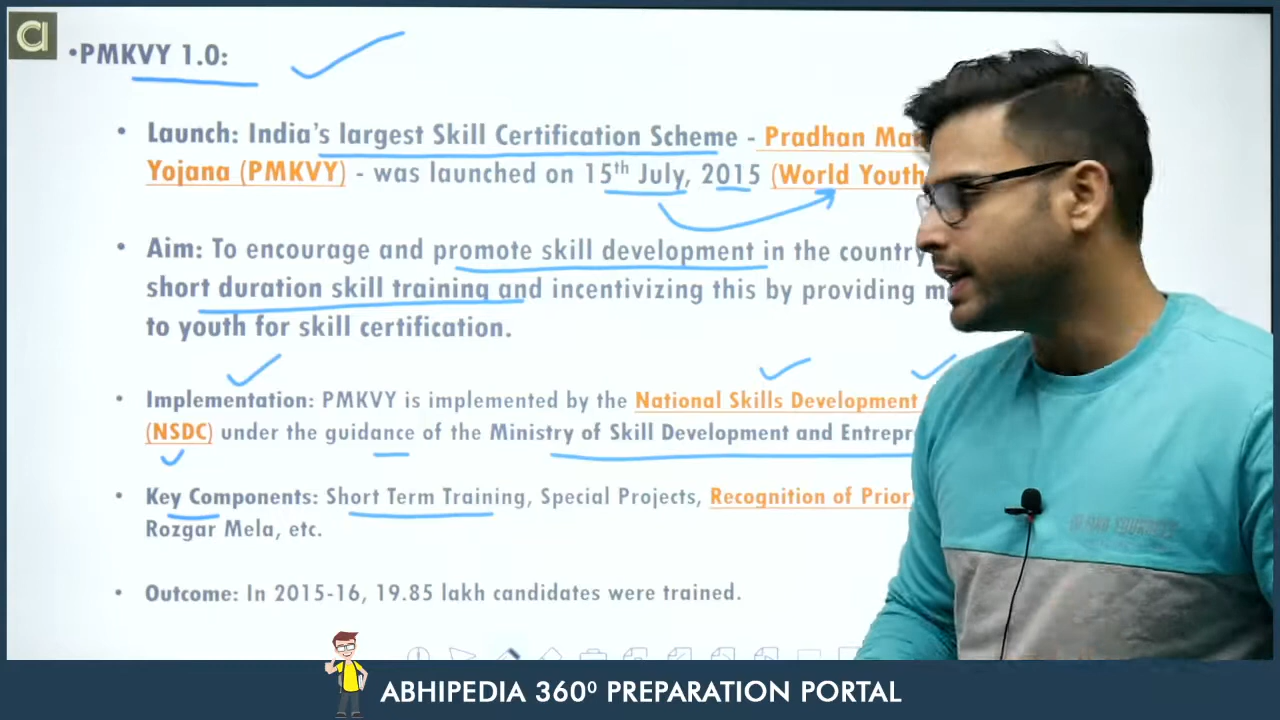 •PMKVY 1.0:
• Launch: India's largest Skill Certification Scheme - Pradhan
Yojana (PMKVY) - was launched on 15th July, 2015 (World Youth
• Aim: To encourage and promote skill development in the country
short duration skill training and incentivizing this by providing
to youth for skill certification.
• Implementation: PMKVY is implemented by the National Skills Development
(NSDC) under the guidance of the Ministry of Skill Development and
• Key Components: Short Term Training, Special Projects, Recognition of Prior
Rozgar Mela, etc.
• Outcome: In 2015-16, 19.85 lakh candidates were trained.
ABHIPEDIA 360⁰ PREPARATION PORTAL